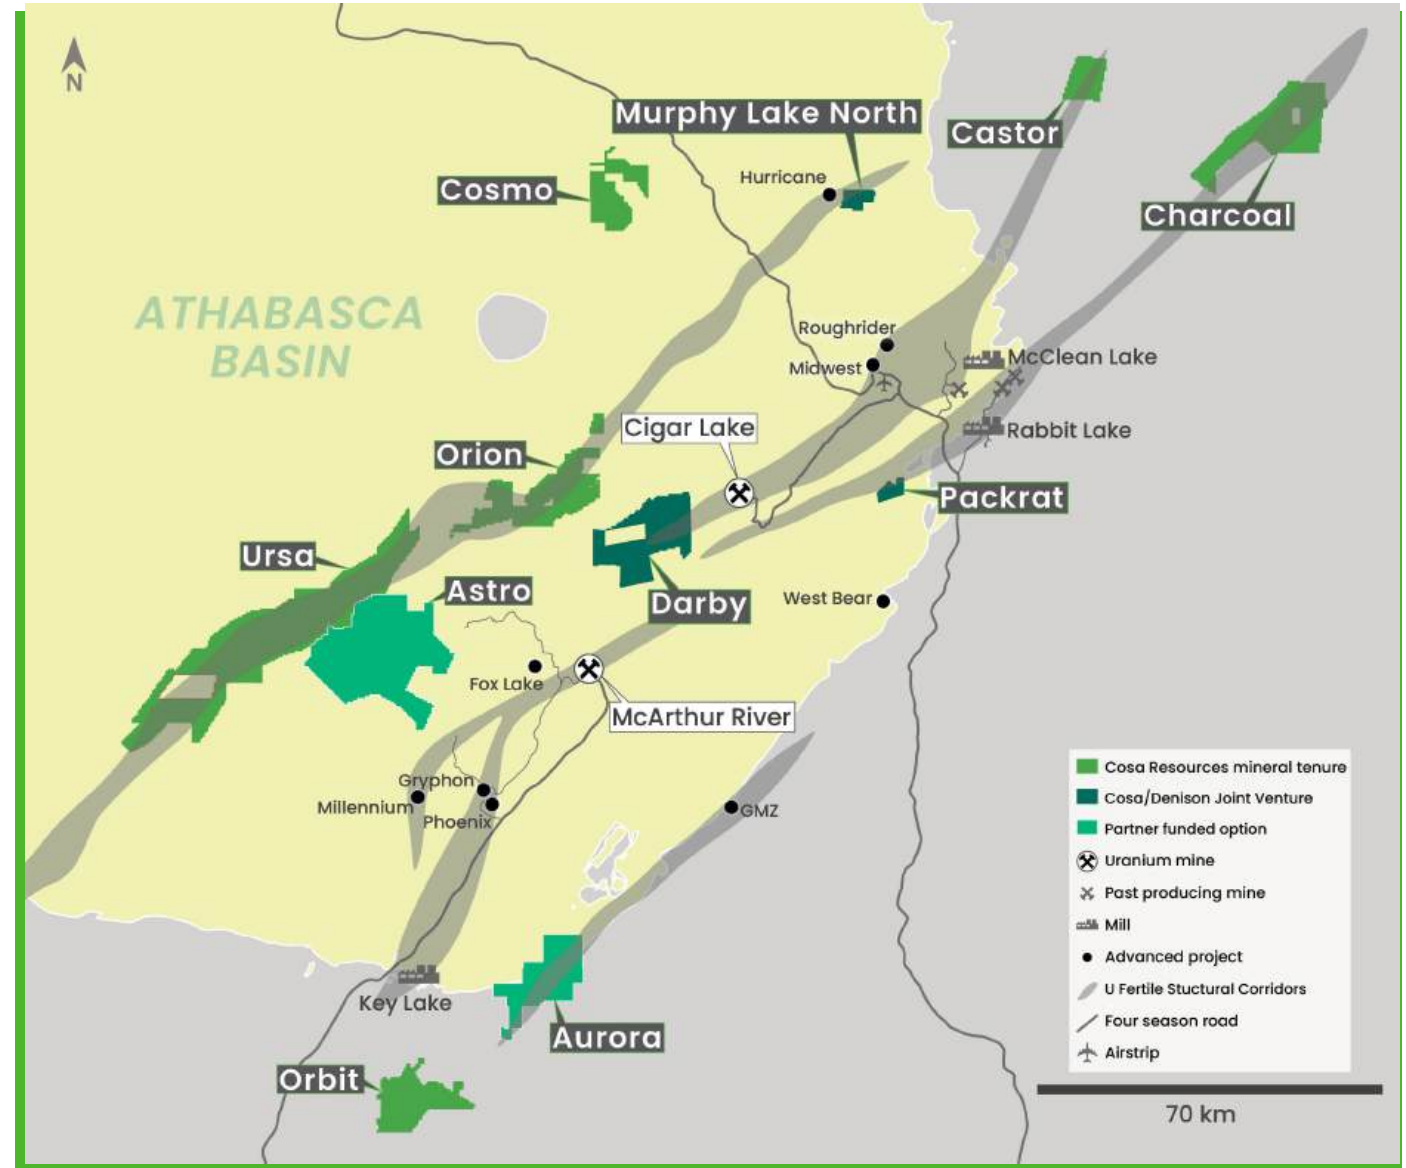 N
Murphy Lake North
Castor
Cosmo
Hurricane
Charcoal
ATHABASCA
BASIN
Roughrider
Midwest
McClean Lake
Cigar Lake
Rabbit Lake
Orion
Packrat
Ursa
Astro
Darby
West Bear
Fox Lake
McArthur River
Gryphon
Millennium
Phoenix
GMZ
Cosa Resources mineral tenure
Cosa/Denison Joint Venture
Partner funded option
Uranium mine
Past producing mine
Mill
Advanced project
U Fertile Stuctural Corridors
Four season road
Airstrip
Key Lake
Aurora
Orbit
70 km